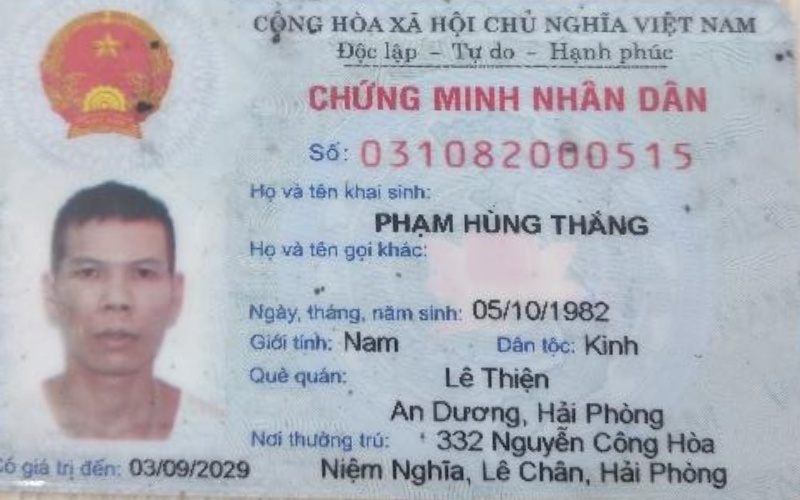 CỘNG HÒA XÃ HỘI CHỦ NGHĨA VIỆT NAM
Độc lập - Tự do - Hạnh phúc
CHỨNG MINH NHÂN DÂN
Số: 031082000515
Họ và tên khai sinh:
PHẠM HÙNG THẮNG
Họ và tên gọi khác:
Ngày, tháng, năm sinh: 05/10/1982
Giới tính: Nam Dân tộc: Kinh
Quê quán: Lê Thiện
An Dương, Hải Phòng
Nơi thường trú: 332 Nguyễn Công Hòa
Niệm Nghĩa, Lê Chân, Hải Phòng
Có giá trị đến: 03/09/2029